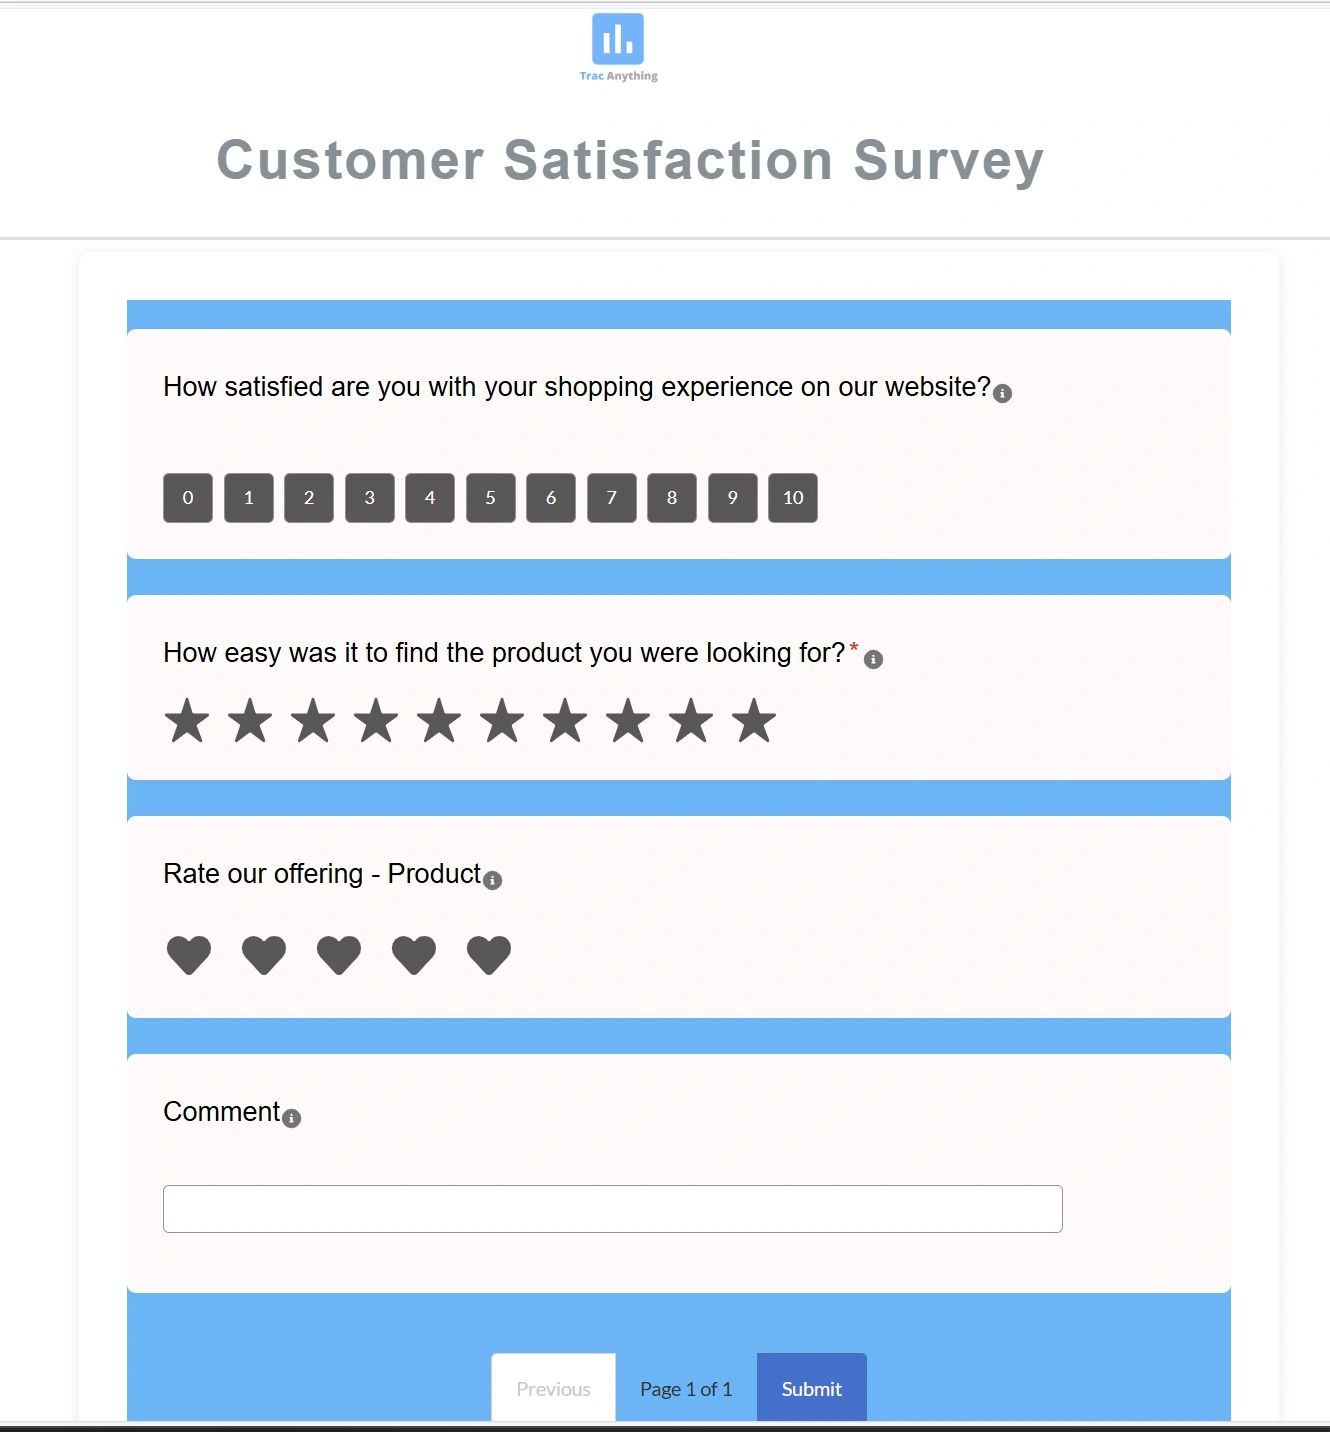 Trac Anything
Customer Satisfaction Survey
How satisfied are you with your shopping experience on our website?
0 1 2 3 4 5 6 7 8 9 10
How easy was it to find the product you were looking for?*
Rate our offering - Product
Comment
Previous Page 1 of 1 Submit